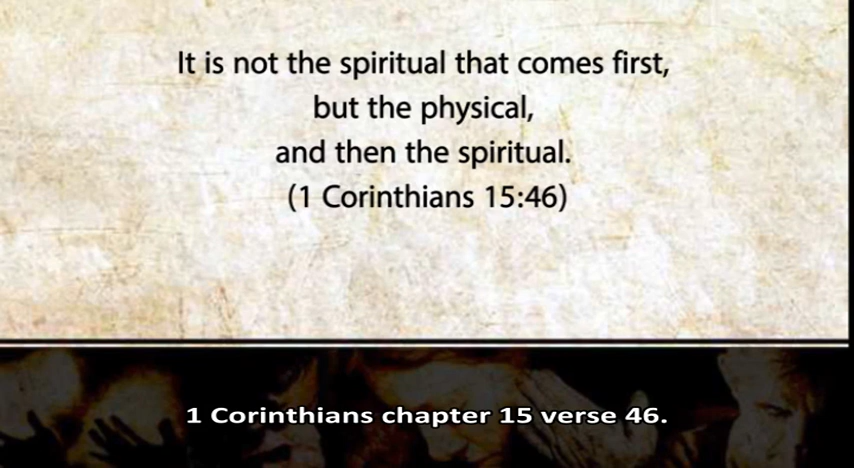 It is not the spiritual that comes first,
but the physical,
and then the spiritual.
(1 Corinthians 15:46)
1 Corinthians chapter 15 verse 46.